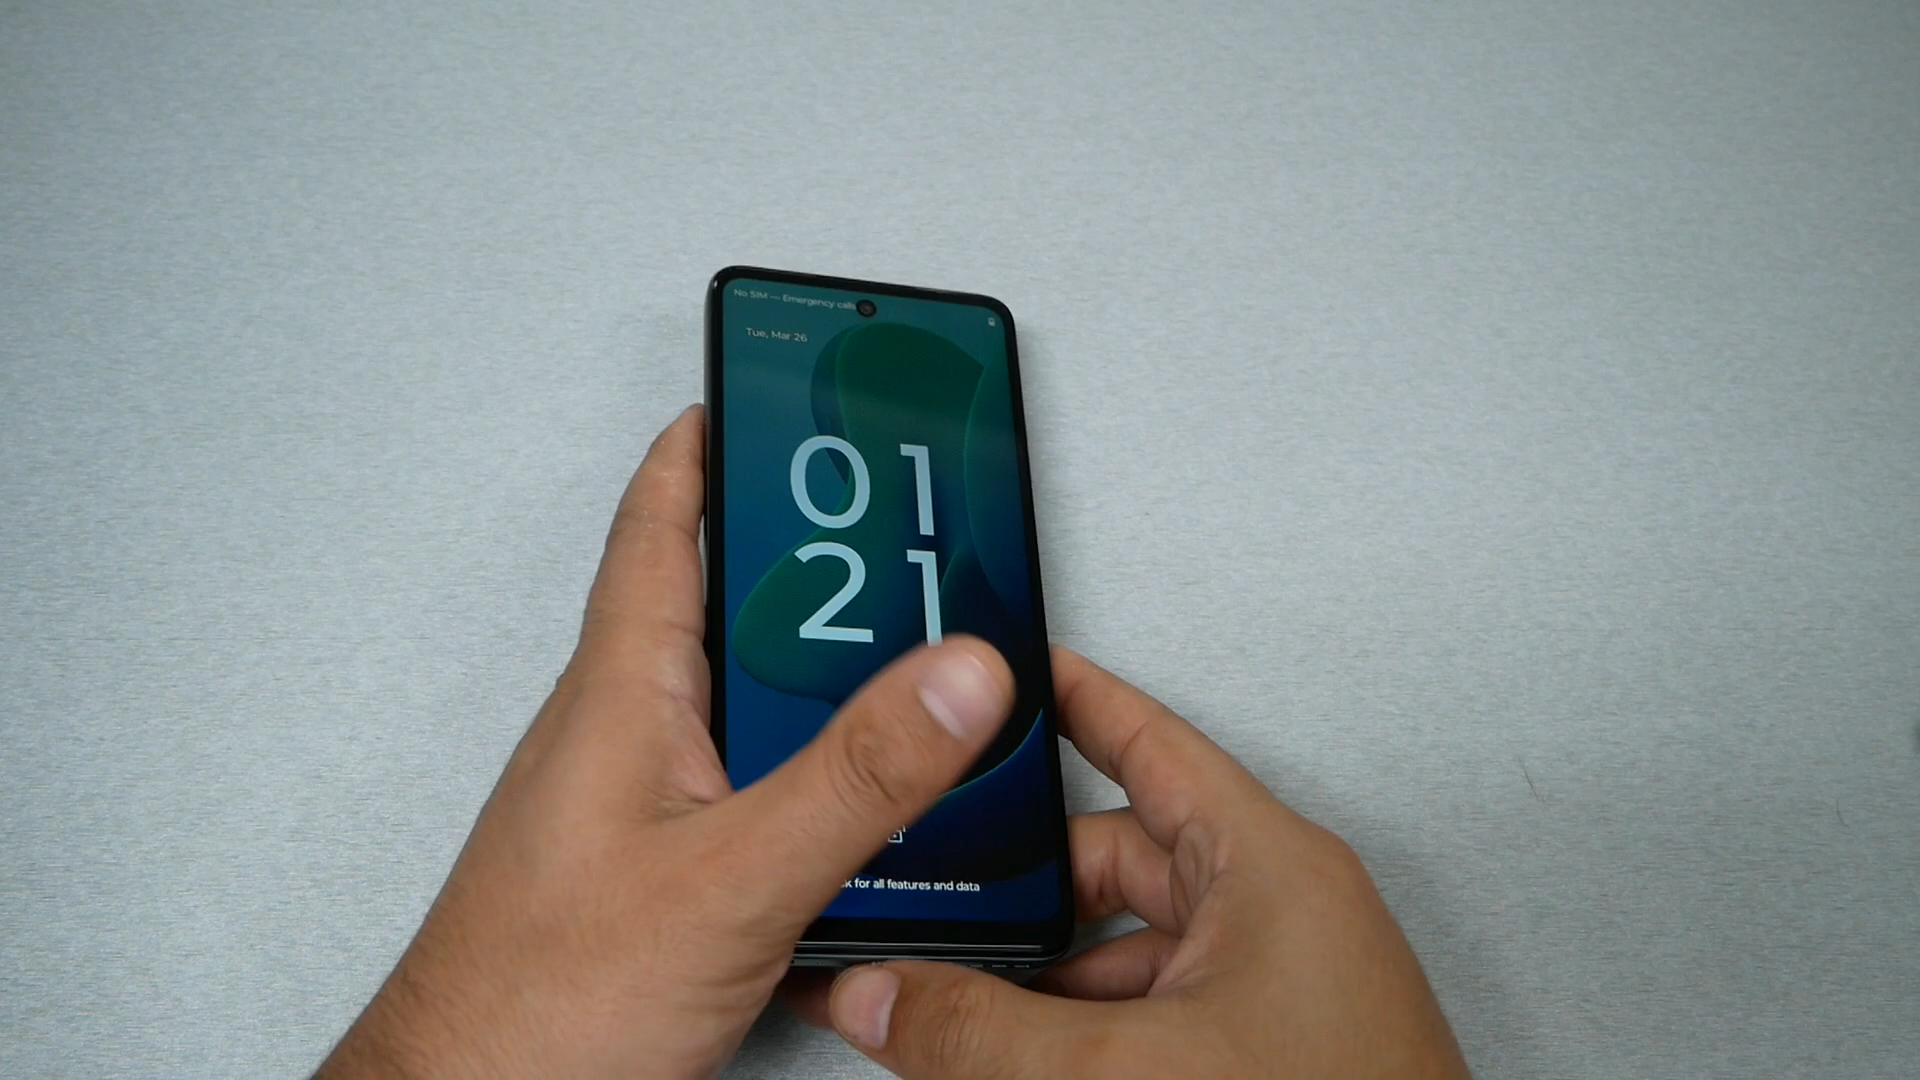 No SIM — Emergency calls
Tue, Mar 26
01
21
for all features and data